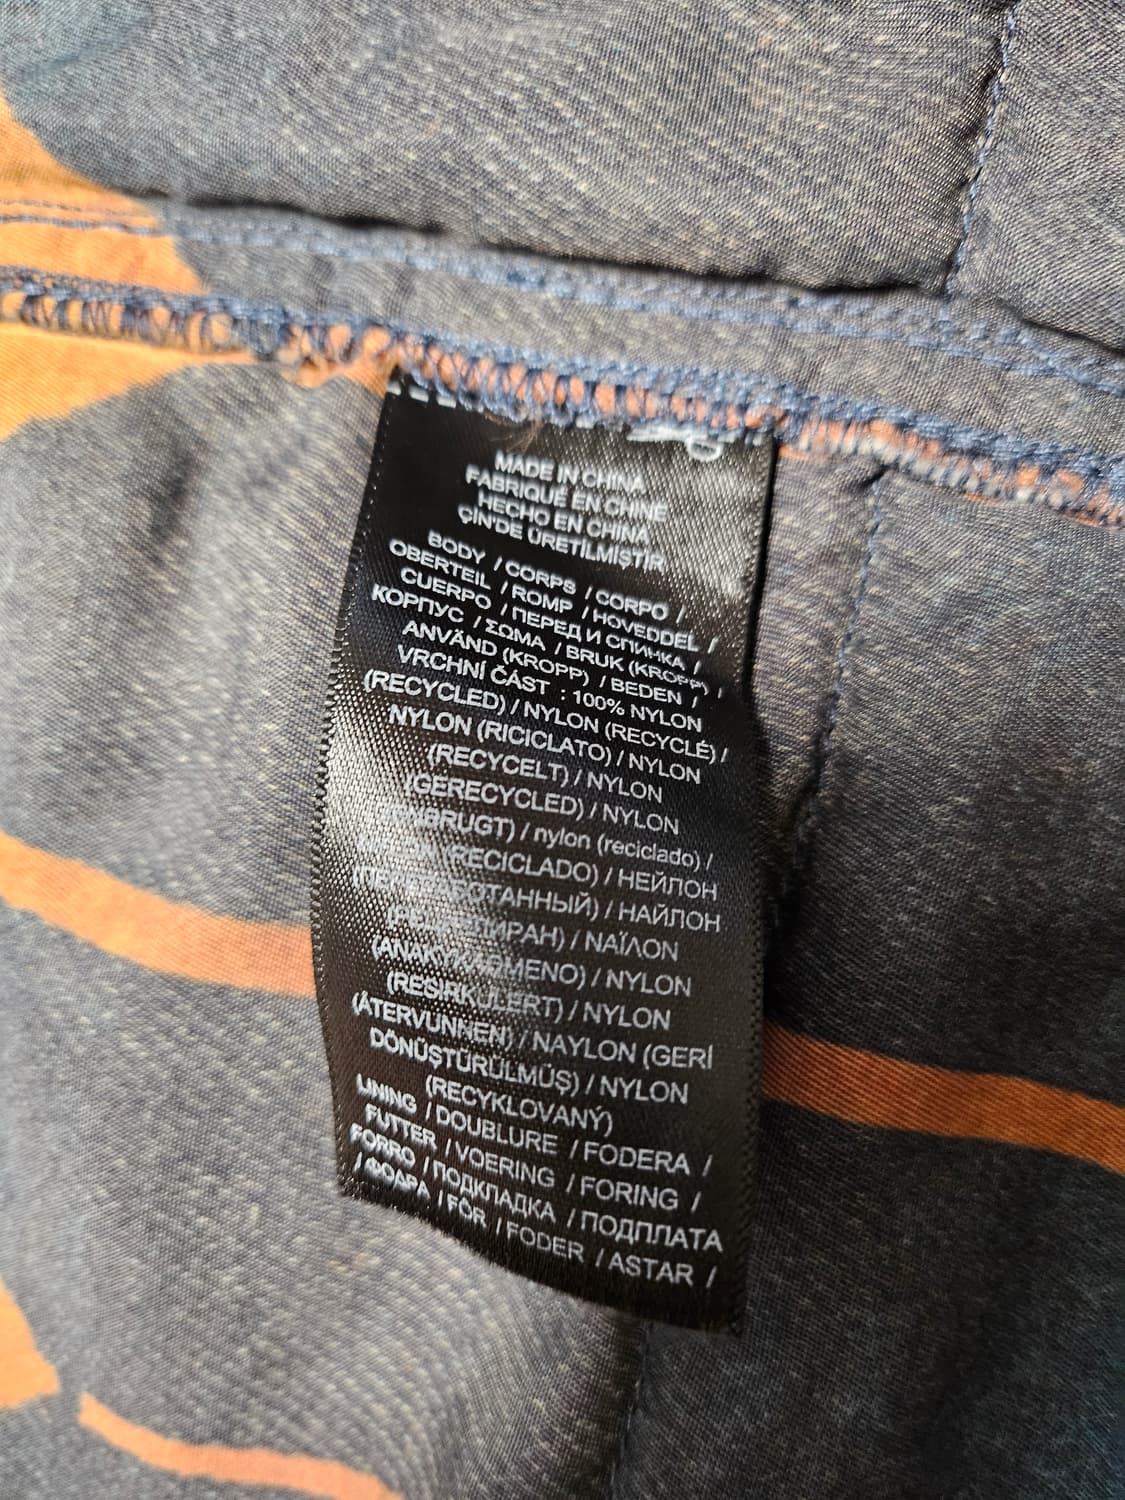 MADE IN CHINA
FABRIQUÉ EN CHINE
HECHO EN CHINA
ÇİN'DE ÜRETİLMİŞTİR
BODY / CORPS / CORPO /
OBERTEIL / ROMP / HOVEDDEL /
CUERPO / ПЕРЕД И СПИНКА /
КОРПУС / ΣΩΜΑ / BRUK (KROPP) /
ANVÄND (KROPP) / BEDEN /
VRCHNÍ ČÁST : 100% NYLON
(RECYCLED) / NYLON (RECYCLÉ) /
NYLON (RICICLATO) / NYLON
(RECYCELT) / NYLON
(GERECYCLED) / NYLON
(GENBRUGT) / nylon (reciclado) /
(RECICLADO) / НЕЙЛОН
(ПЕРЕРАБОТАННЫЙ) / НАЙЛОН
/ ΝΑΪΛΟΝ
/ NYLON
(RESIRKULERT) / NYLON
(ÅTERVUNNEN) / NAYLON (GERİ
DÖNÜŞTÜRÜLMÜŞ) / NYLON
(RECYKLOVANÝ)
LINING / DOUBLURE / FODERA /
FUTTER / VOERING / FORING /
FORRO / ПОДКЛАДКА / ПОДПЛАТА
/ ΦΟΔΡΑ / FÔR / FODER / ASTAR /